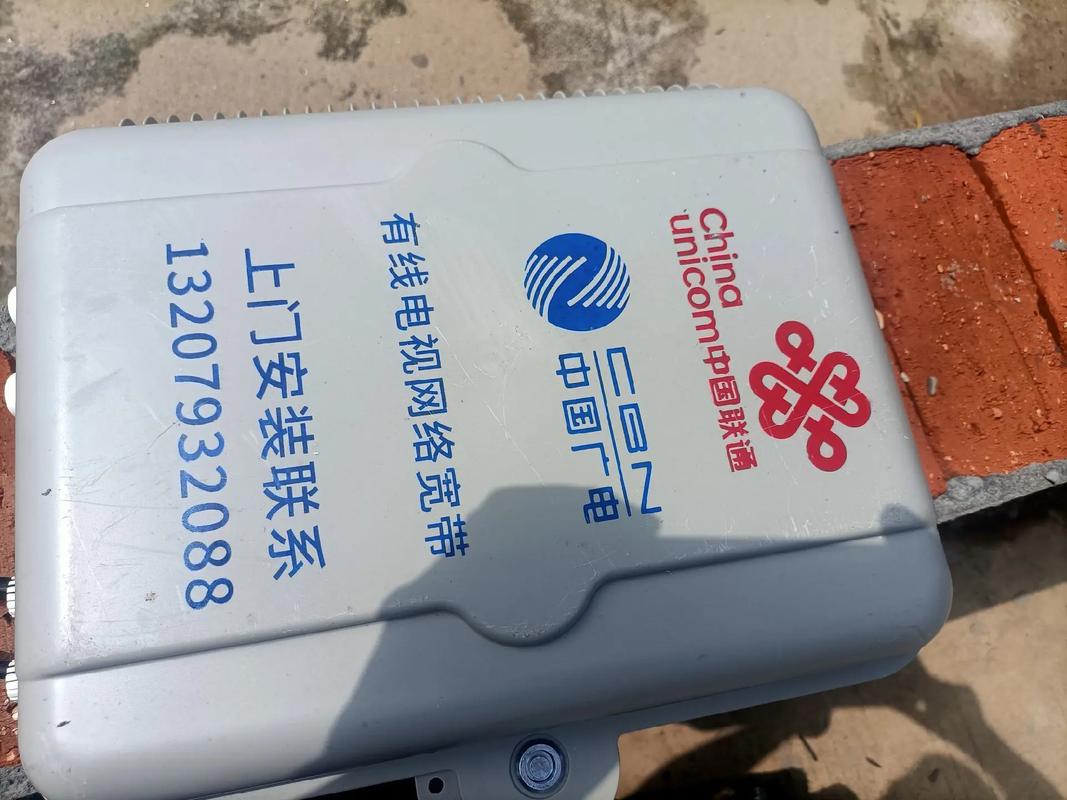 China
unicom中国联通
CBN
中国广电
有线电视网络宽带
上门安装联系
13207932088